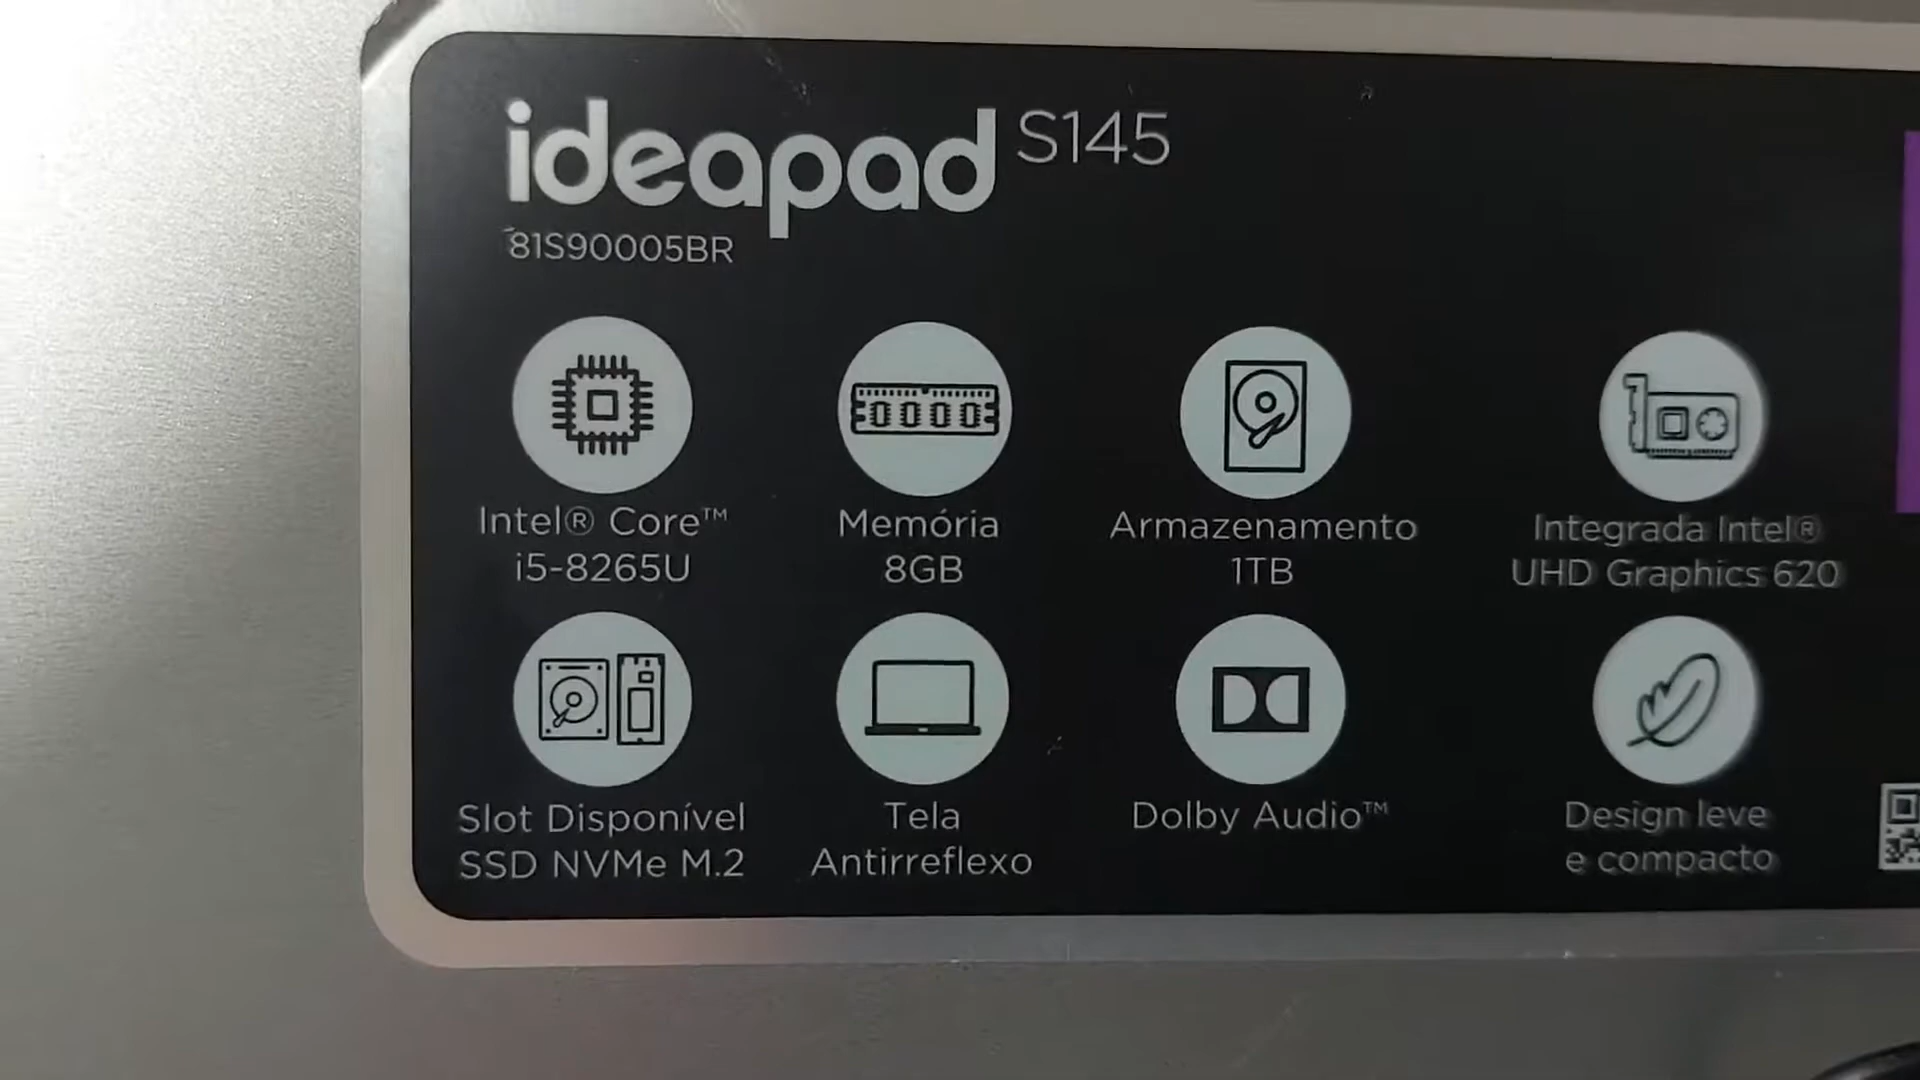 ideapad S145
81S90005BR
Intel® Core™
i5-8265U
Memória
8GB
Armazenamento
1TB
Integrada Intel®
UHD Graphics 620
Slot Disponível
SSD NVMe M.2
Tela
Antirreflexo
Dolby Audio™
Design leve
e compacto